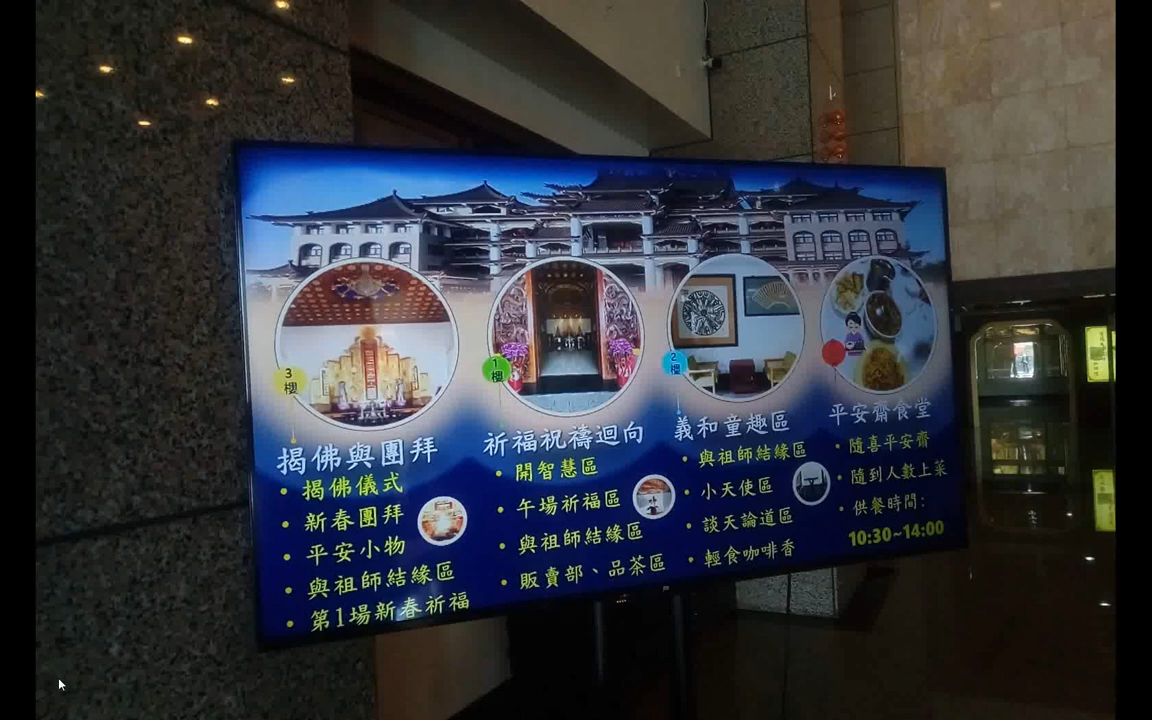 3
樓
揭佛與團拜
• 揭佛儀式
• 新春團拜
• 平安小物
• 與祖師結緣區
• 第1場新春祈福
1
樓
祈福祝禱迴向
• 開智慧區
• 午場祈福區
• 與祖師結緣區
• 販賣部、品茶區
2
樓
義和童趣區
• 與祖師結緣區
• 小天使區
• 談天論道區
• 輕食咖啡香
平安齋食堂
• 隨喜平安齋
• 隨到人數上菜
• 供餐時間:
10:30~14:00